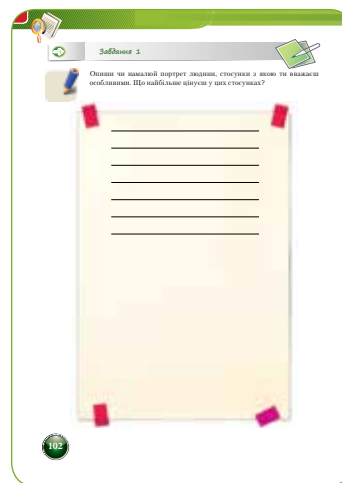 Завдання 1
Опиши чи намалюй портрет людини, стосунки з якою ти вважаєш
особливими. Що найбільше цінуєш у цих стосунках?
102